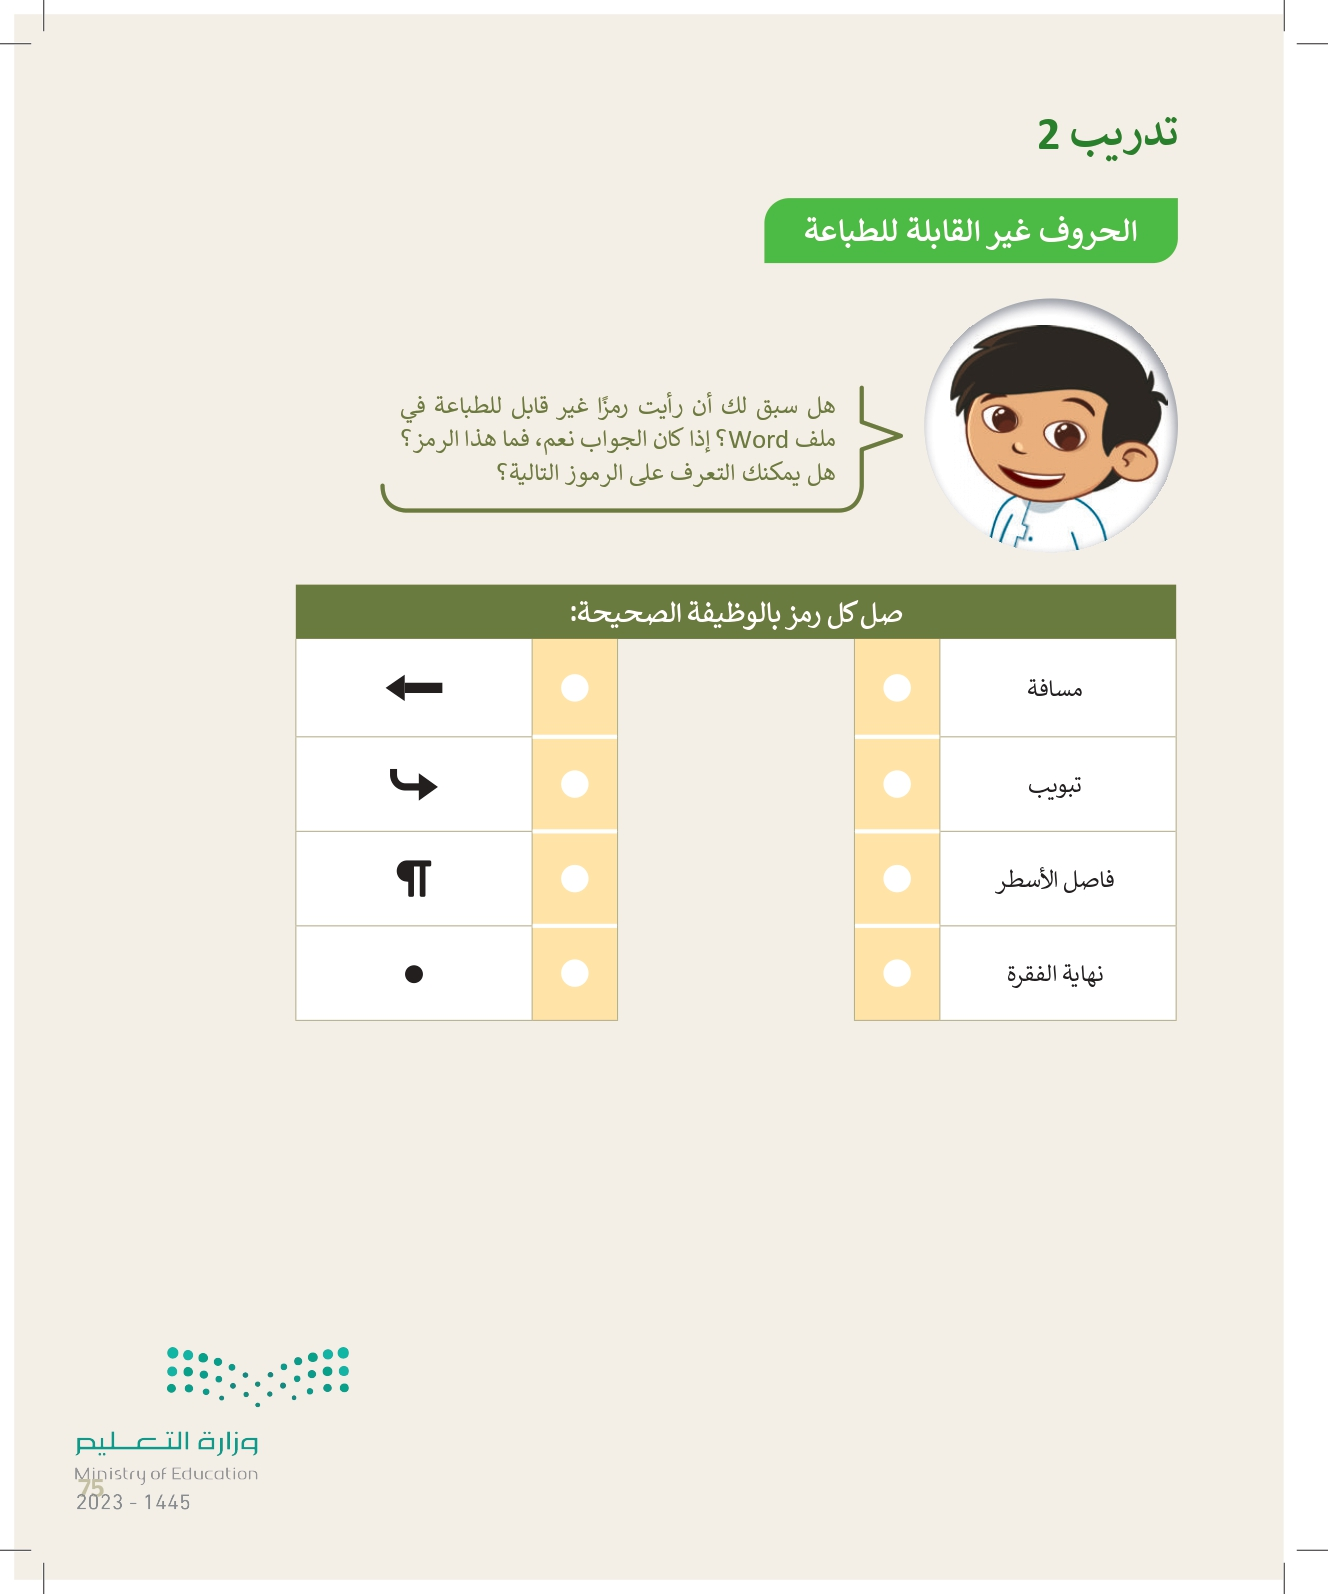 تدريب 2
الحروف غير القابلة للطباعة
هل سبق لك أن رأيت رمزًا غير قابل للطباعة في
ملف Word؟ إذا كان الجواب نعم، فما هذا الرمز؟
هل يمكنك التعرف على الرموز التالية؟
صل كل رمز بالوظيفة الصحيحة:
مسافة
تبويب
فاصل الأسطر
¶
نهاية الفقرة
وزارة التعليم
Ministry of Education
75
2023 - 1445